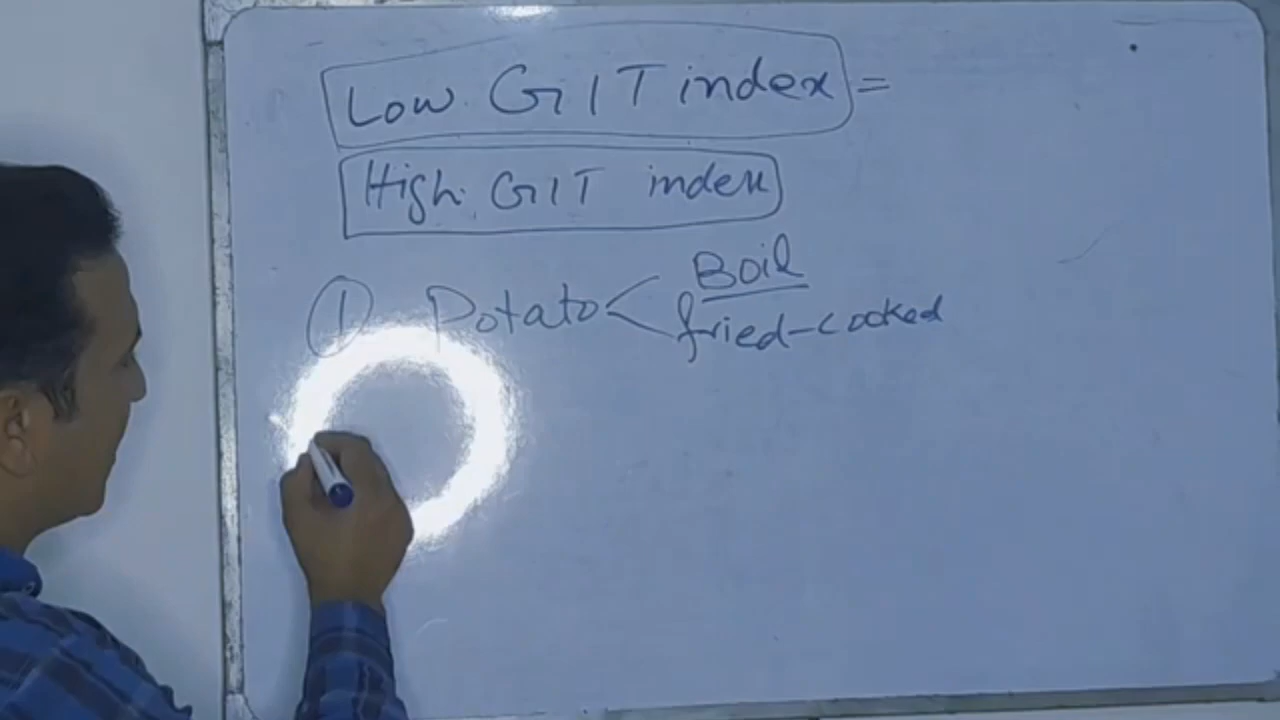 Low. GIT index =
High. GIT index
① Potato < Boil
fried-cooked